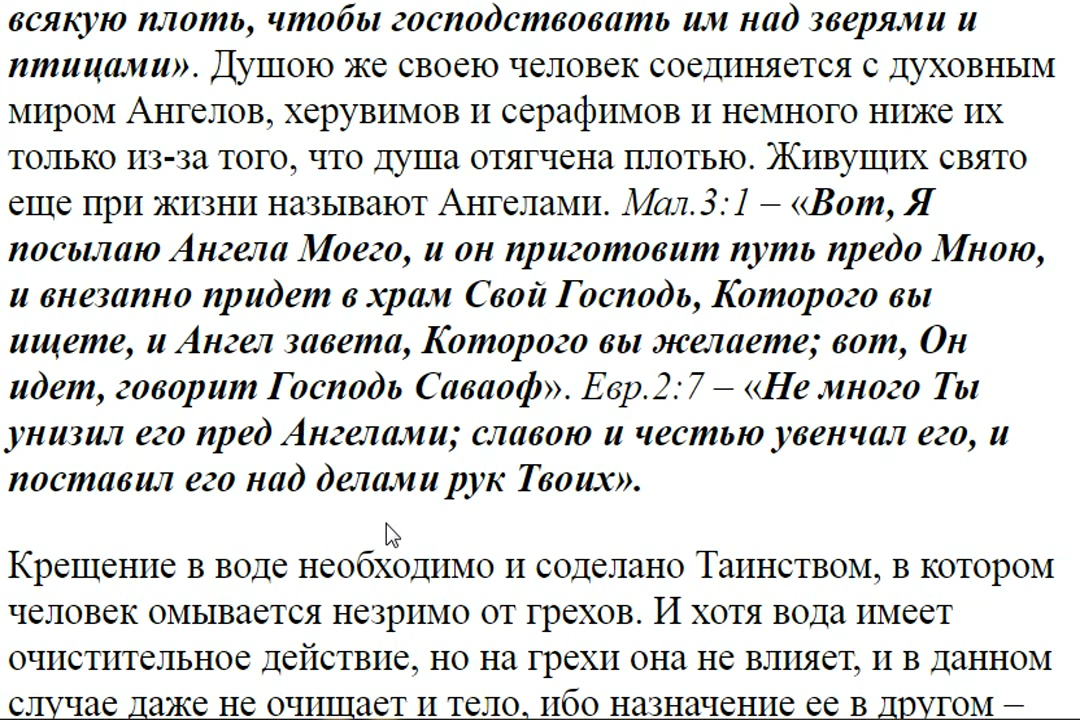 всякую плоть, чтобы господствовать им над зверями и
птицами». Душою же своею человек соединяется с духовным
миром Ангелов, херувимов и серафимов и немного ниже их
только из-за того, что душа отягчена плотью. Живущих свято
еще при жизни называют Ангелами. Мал.3:1 – «Вот, Я
посылаю Ангела Моего, и он приготовит путь предо Мною,
и внезапно придет в храм Свой Господь, Которого вы
ищете, и Ангел завета, Которого вы желаете; вот, Он
идет, говорит Господь Саваоф». Евр.2:7 – «Не много Ты
унизил его пред Ангелами; славою и честью увенчал его, и
поставил его над делами рук Твоих».
Крещение в воде необходимо и соделано Таинством, в котором
человек омывается незримо от грехов. И хотя вода имеет
очистительное действие, но на грехи она не влияет, и в данном
случае даже не очищает и тело, ибо назначение ее в другом –